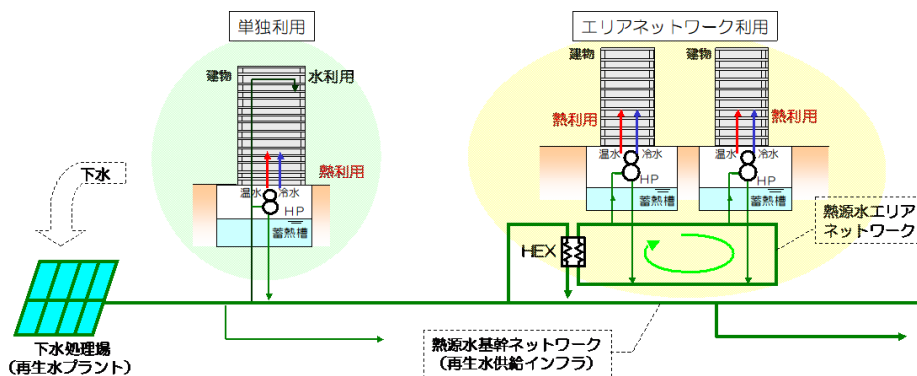 単独利用
建物
水利用
熱利用
温水
冷水
HP
蓄熱槽
エリアネットワーク利用
建物
建物
熱利用
熱利用
温水
冷水
HP
蓄熱槽
温水
冷水
HP
蓄熱槽
下水
HEX
熱源水エリア
ネットワーク
下水処理場
(再生水プラント)
熱源水基幹ネットワーク
(再生水供給インフラ)